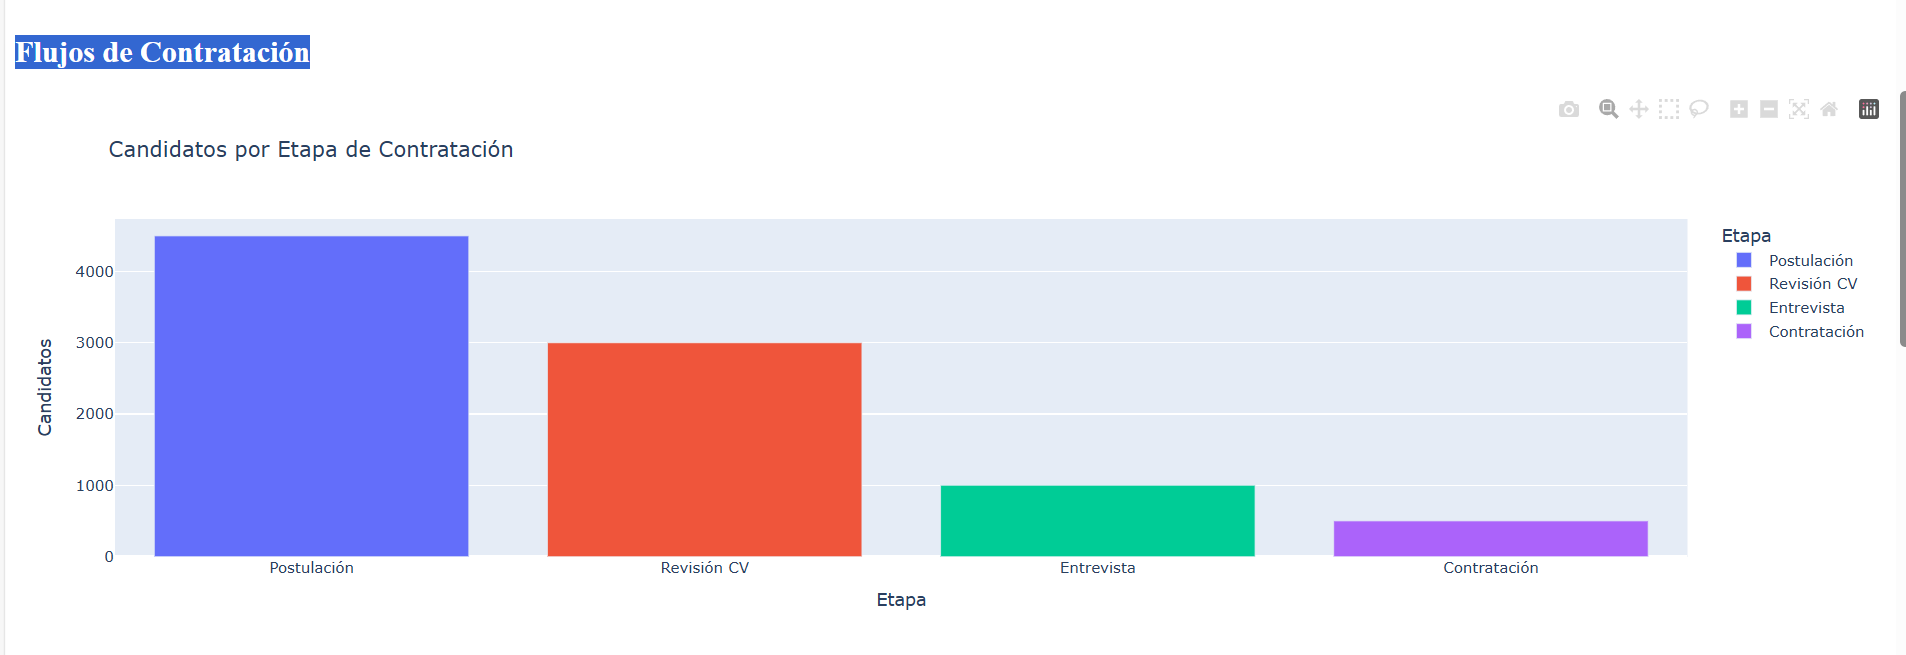 Flujos de Contratación
Candidatos por Etapa de Contratación
Candidatos
4000
3000
2000
1000
0
Postulación
Revisión CV
Entrevista
Contratación
Etapa
Etapa
Postulación
Revisión CV
Entrevista
Contratación